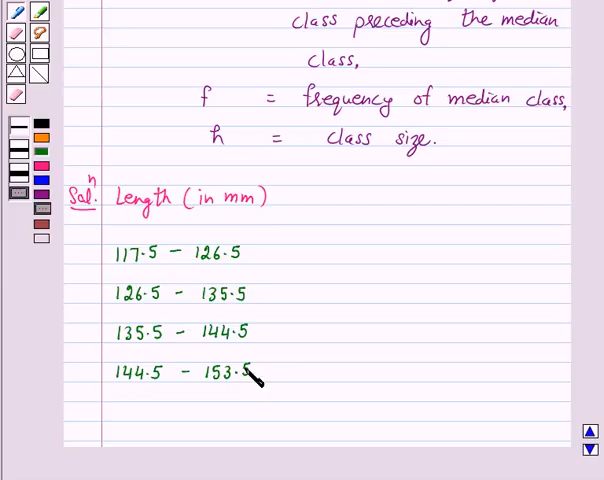 class preceding the median
class,
f = frequency of median class,
h = class size.
Solⁿ. Length (in mm)
117.5 - 126.5
126.5 - 135.5
135.5 - 144.5
144.5 - 153.5